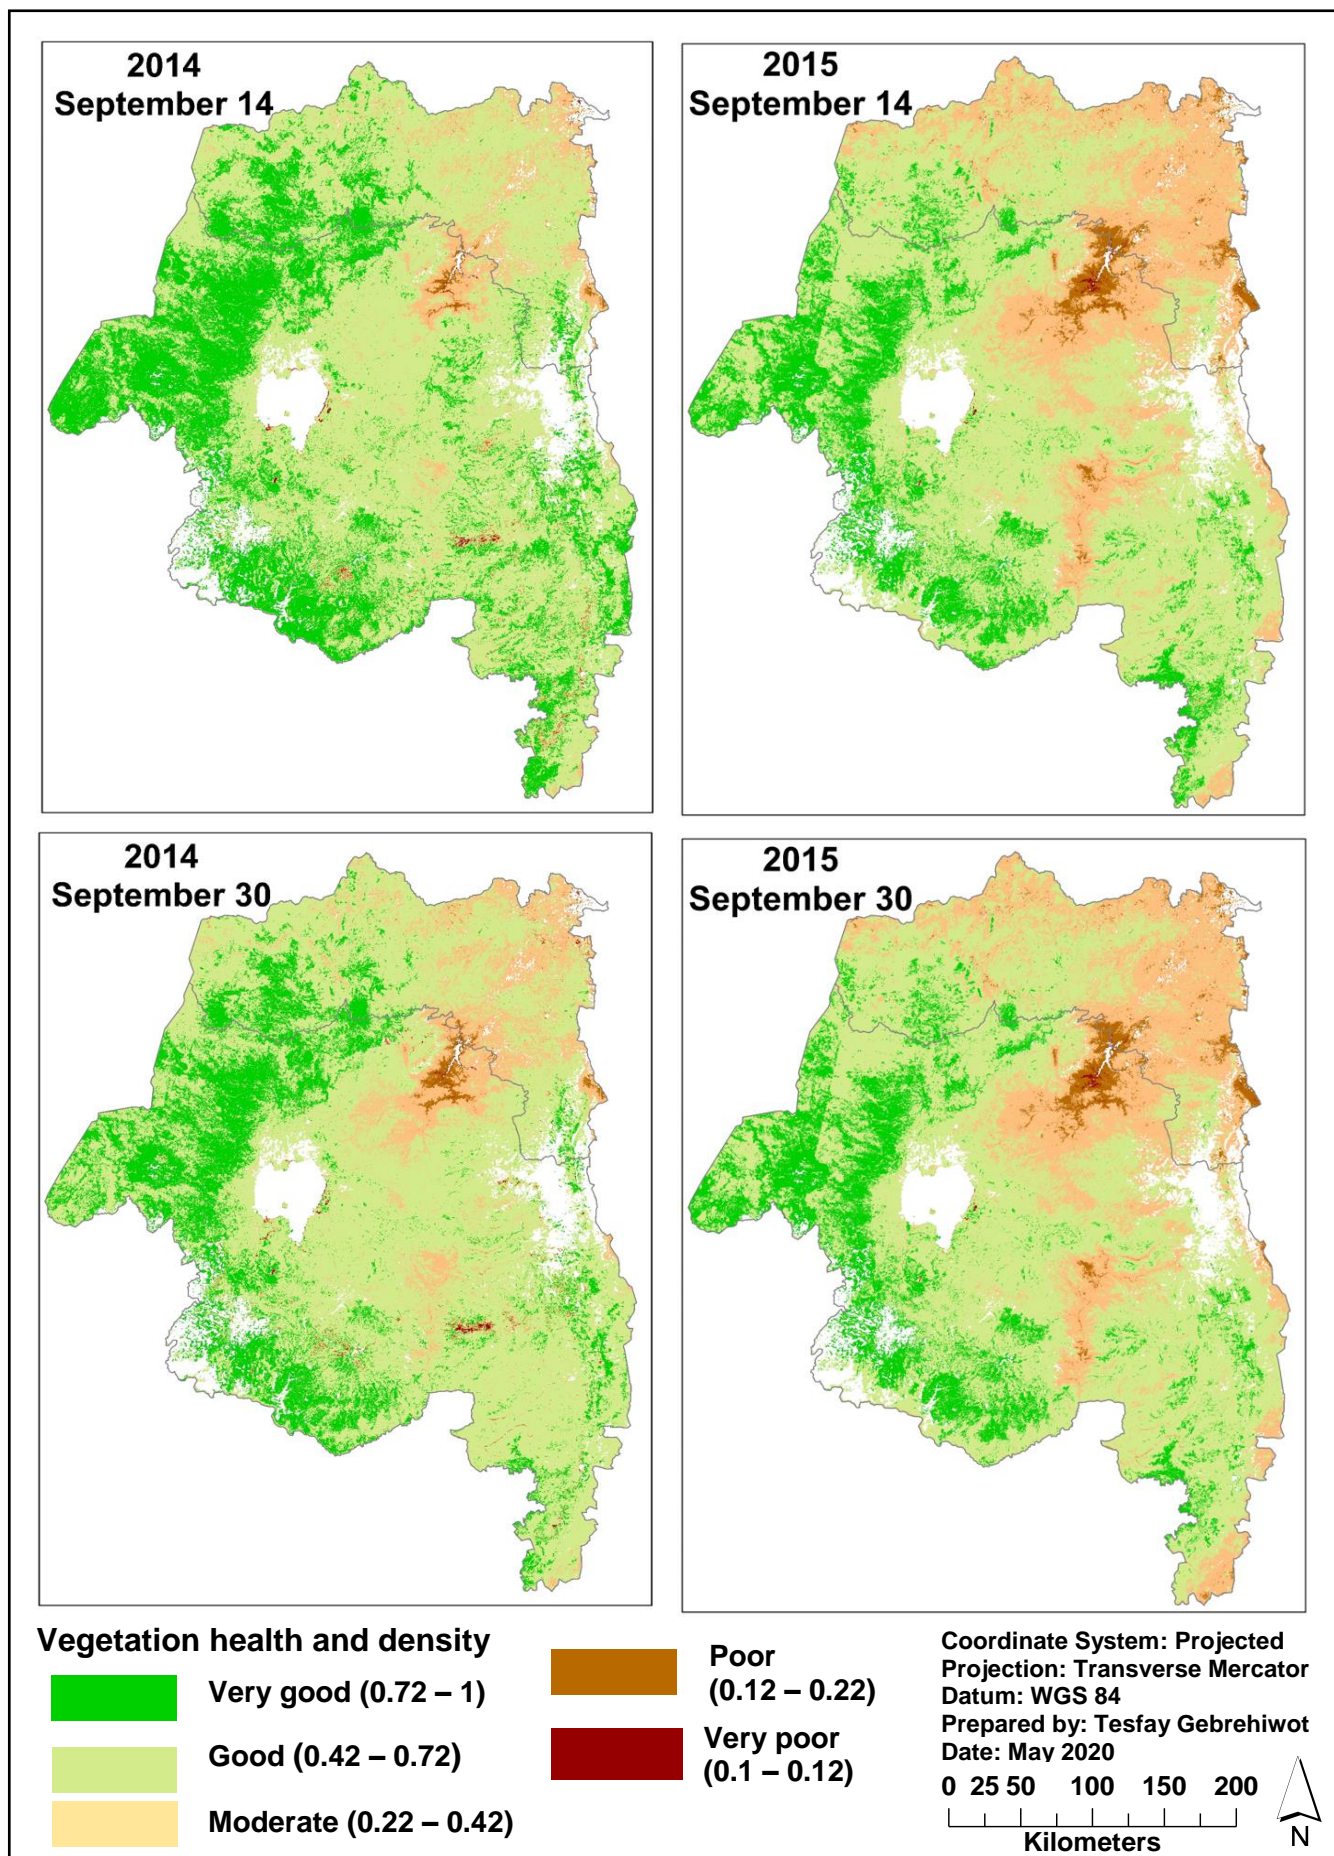 2014
September 14
2015
September 14
2014
September 30
2015
September 30
Vegetation health and density
Very good (0.72 – 1)
Good (0.42 – 0.72)
Moderate (0.22 – 0.42)
Poor
(0.12 – 0.22)
Very poor
(0.1 – 0.12)
Coordinate System: Projected
Projection: Transverse Mercator
Datum: WGS 84
Prepared by: Tesfay Gebrehiwot
Date: May 2020
0 25 50 100 150 200
Kilometers
N